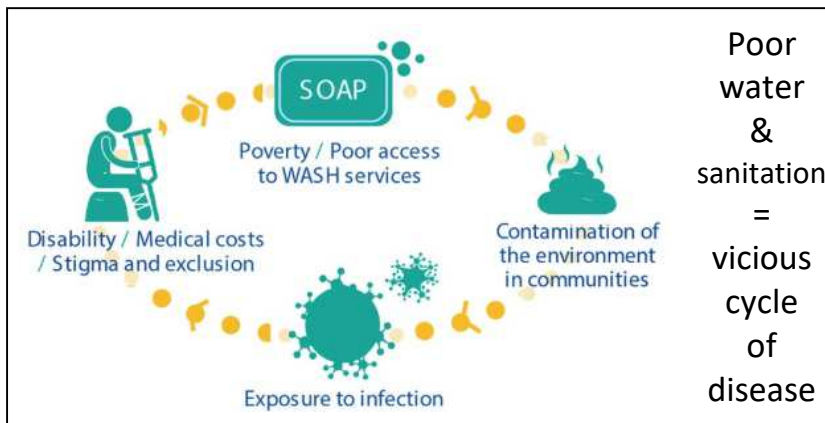 SOAP
Poverty / Poor access
to WASH services
Contamination of
the environment
in communities
Exposure to infection
Disability / Medical costs
/ Stigma and exclusion
Poor
water
&
sanitation
=
vicious
cycle
of
disease